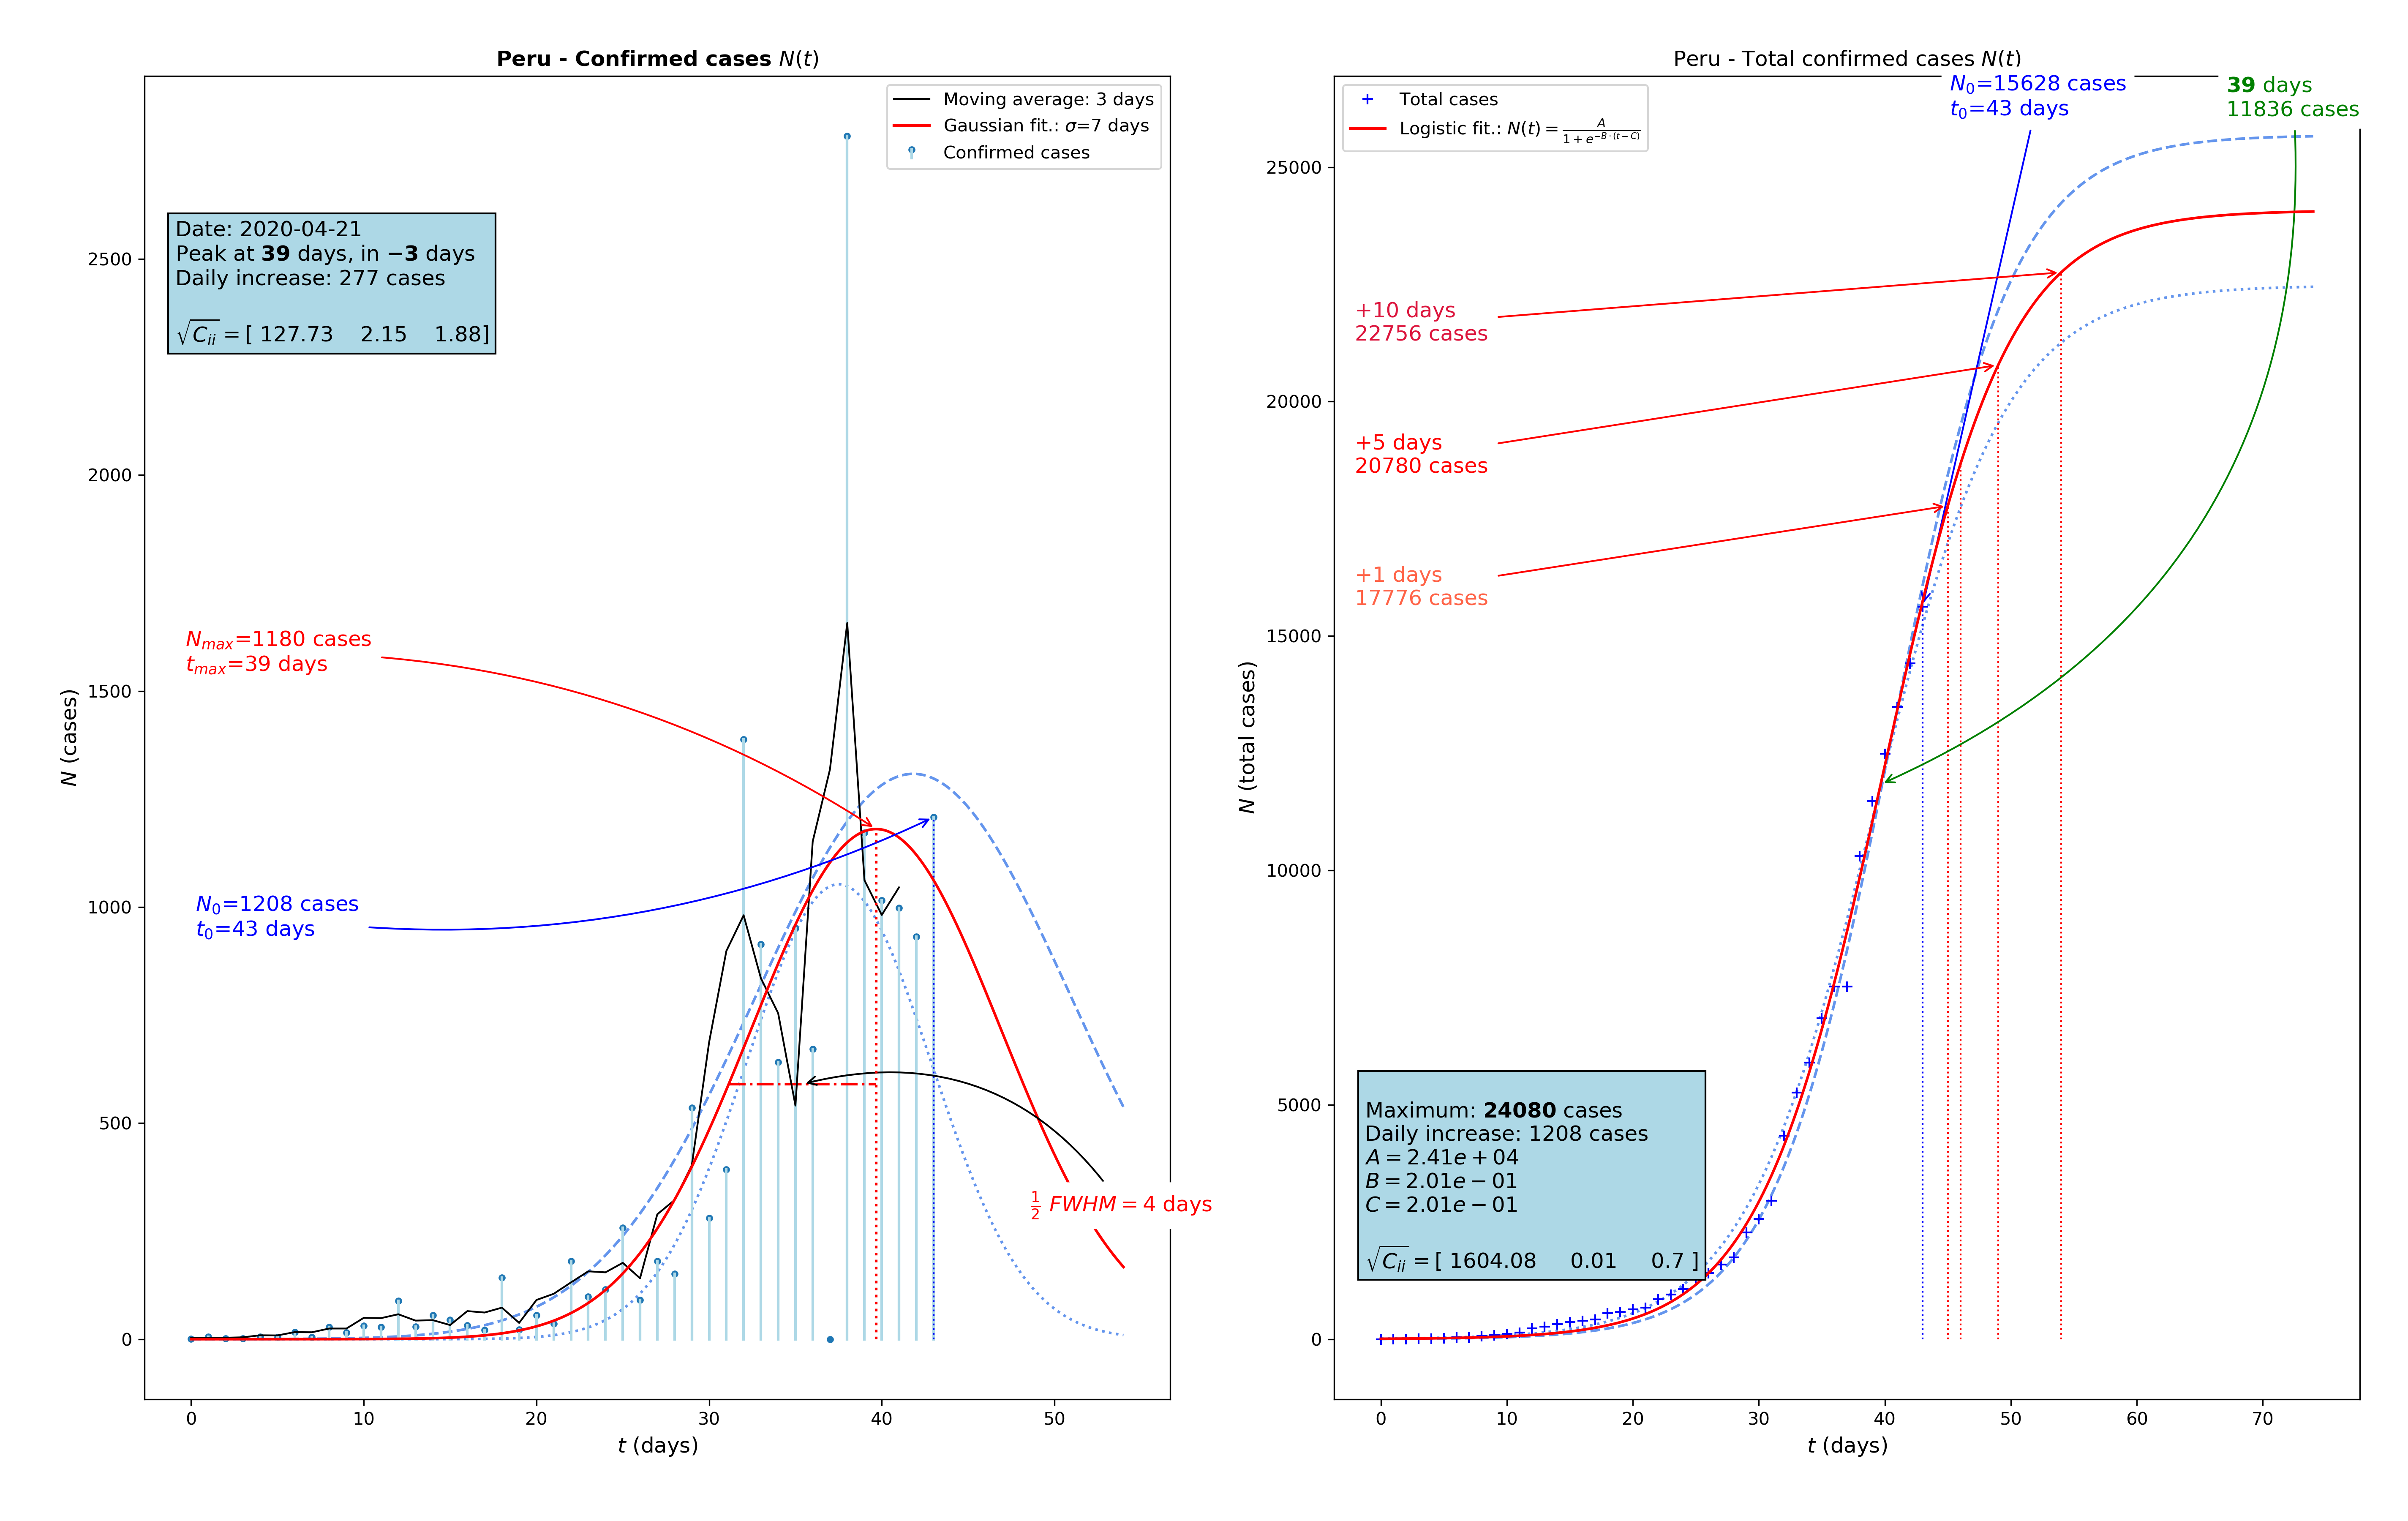 Peru - Confirmed cases N(t)
Moving average: 3 days
Gaussian fit.: σ=7 days
Confirmed cases
Date: 2020-04-21
Peak at 39 days, in −3 days
Daily increase: 277 cases
√C_ii = [ 127.73 2.15 1.88]
N_max=1180 cases
t_max=39 days
N_0=1208 cases
t_0=43 days
½ FWHM = 4 days
N (cases)
2500
2000
1500
1000
500
0
0 10 20 30 40 50
t (days)
Peru - Total confirmed cases N(t)
Total cases
Logistic fit.: N(t) = A / (1 + e^{−B·(t−C)})
N_0=15628 cases
t_0=43 days
39 days
11836 cases
+10 days
22756 cases
+5 days
20780 cases
+1 days
17776 cases
Maximum: 24080 cases
Daily increase: 1208 cases
A = 2.41e + 04
B = 2.01e − 01
C = 2.01e − 01
√C_ii = [ 1604.08 0.01 0.7 ]
N (total cases)
25000
20000
15000
10000
5000
0
0 10 20 30 40 50 60 70
t (days)